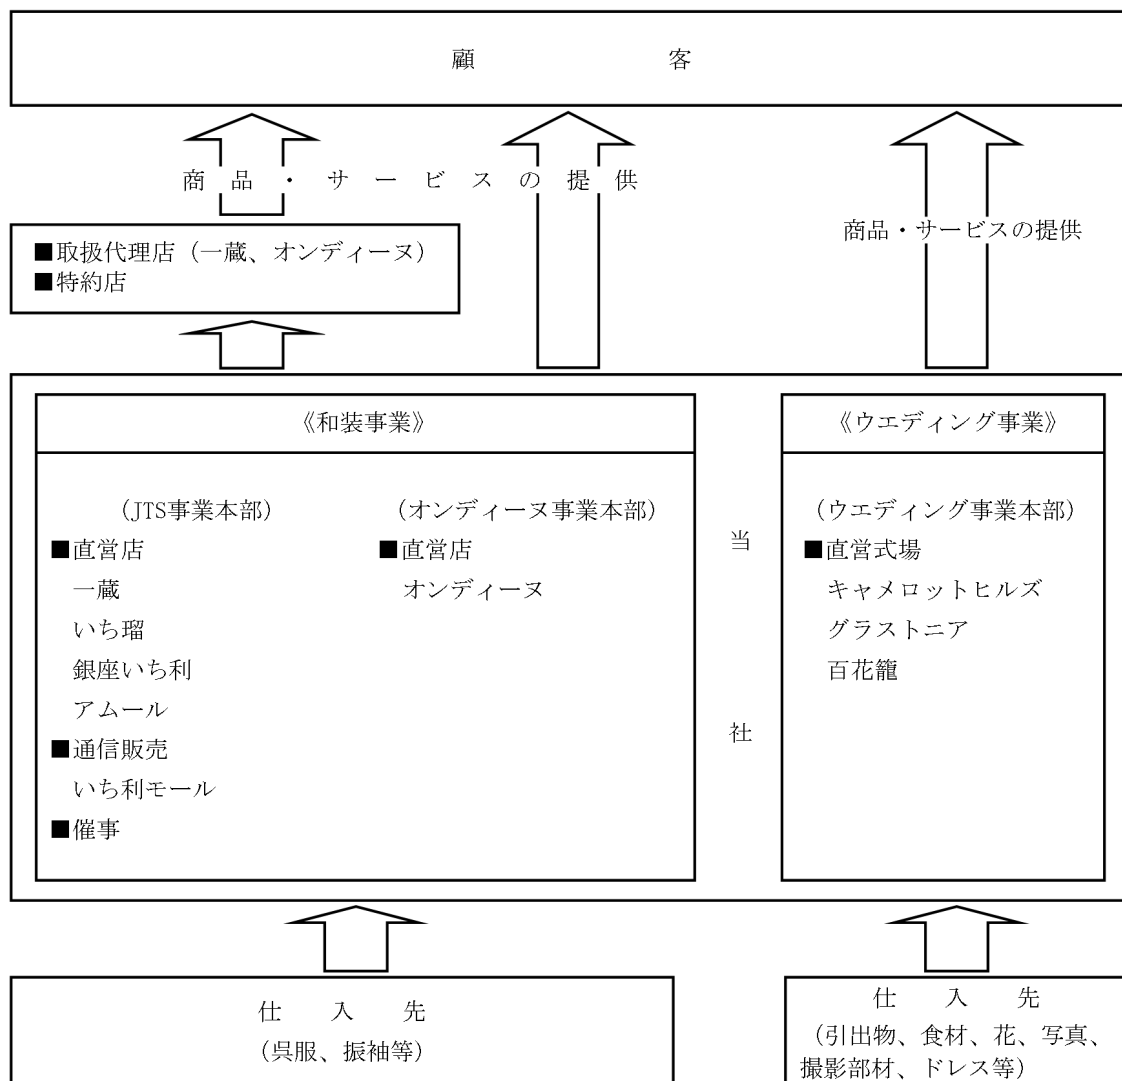 顧客
商品・サービスの提供
■取扱代理店（一蔵、オンディーヌ）
■特約店
商品・サービスの提供
当社
《和装事業》
（JTS事業本部）
■直営店
一蔵
いち瑠
銀座いち利
アムール
■通信販売
いち利モール
■催事
（オンディーヌ事業本部）
■直営店
オンディーヌ
《ウエディング事業》
（ウエディング事業本部）
■直営式場
キャメロットヒルズ
グラストニア
百花籠
仕入先
（呉服、振袖等）
仕入先
（引出物、食材、花、写真、
撮影部材、ドレス等）